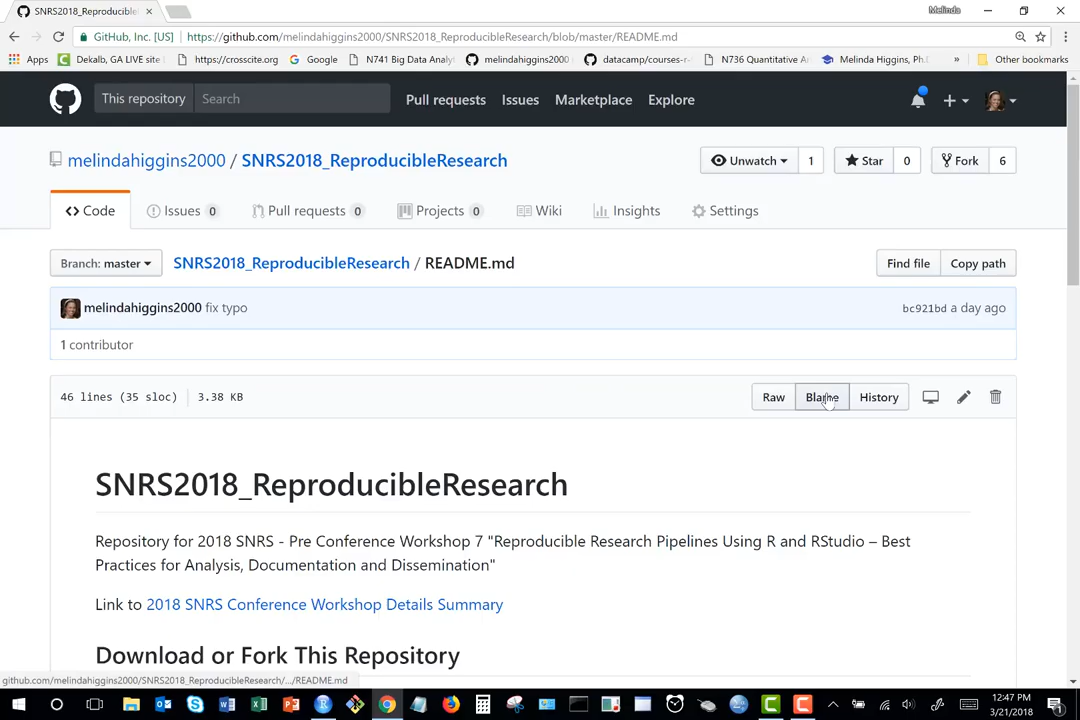 SNRS2018_ReproducibleRe
Melinda
GitHub, Inc. [US] https://github.com/melindahiggins2000/SNRS2018_ReproducibleResearch/blob/master/README.md
Apps Dekalb, GA LIVE site https://crosscite.org Google N741 Big Data Analy melindahiggins2000 datacamp/courses-r- N736 Quantitative A Melinda Higgins, Ph. » Other bookmarks
This repository Search Pull requests Issues Marketplace Explore
melindahiggins2000 / SNRS2018_ReproducibleResearch Unwatch 1 Star 0 Fork 6
Code Issues 0 Pull requests 0 Projects 0 Wiki Insights Settings
Branch: master SNRS2018_ReproducibleResearch / README.md Find file Copy path
melindahiggins2000 fix typo bc921bd a day ago
1 contributor
46 lines (35 sloc) 3.38 KB Raw Blame History
SNRS2018_ReproducibleResearch
Repository for 2018 SNRS - Pre Conference Workshop 7 "Reproducible Research Pipelines Using R and RStudio – Best
Practices for Analysis, Documentation and Dissemination"
Link to 2018 SNRS Conference Workshop Details Summary
Download or Fork This Repository
github.com/melindahiggins2000/SNRS2018_ReproducibleResearch/.../README.md
12:47 PM
3/21/2018